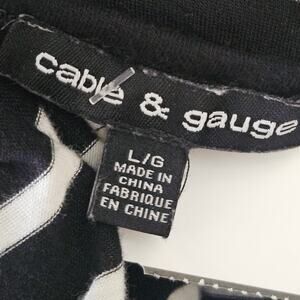 cable & gauge
L/G
MADE IN
CHINA
FABRIQUE
EN CHINE